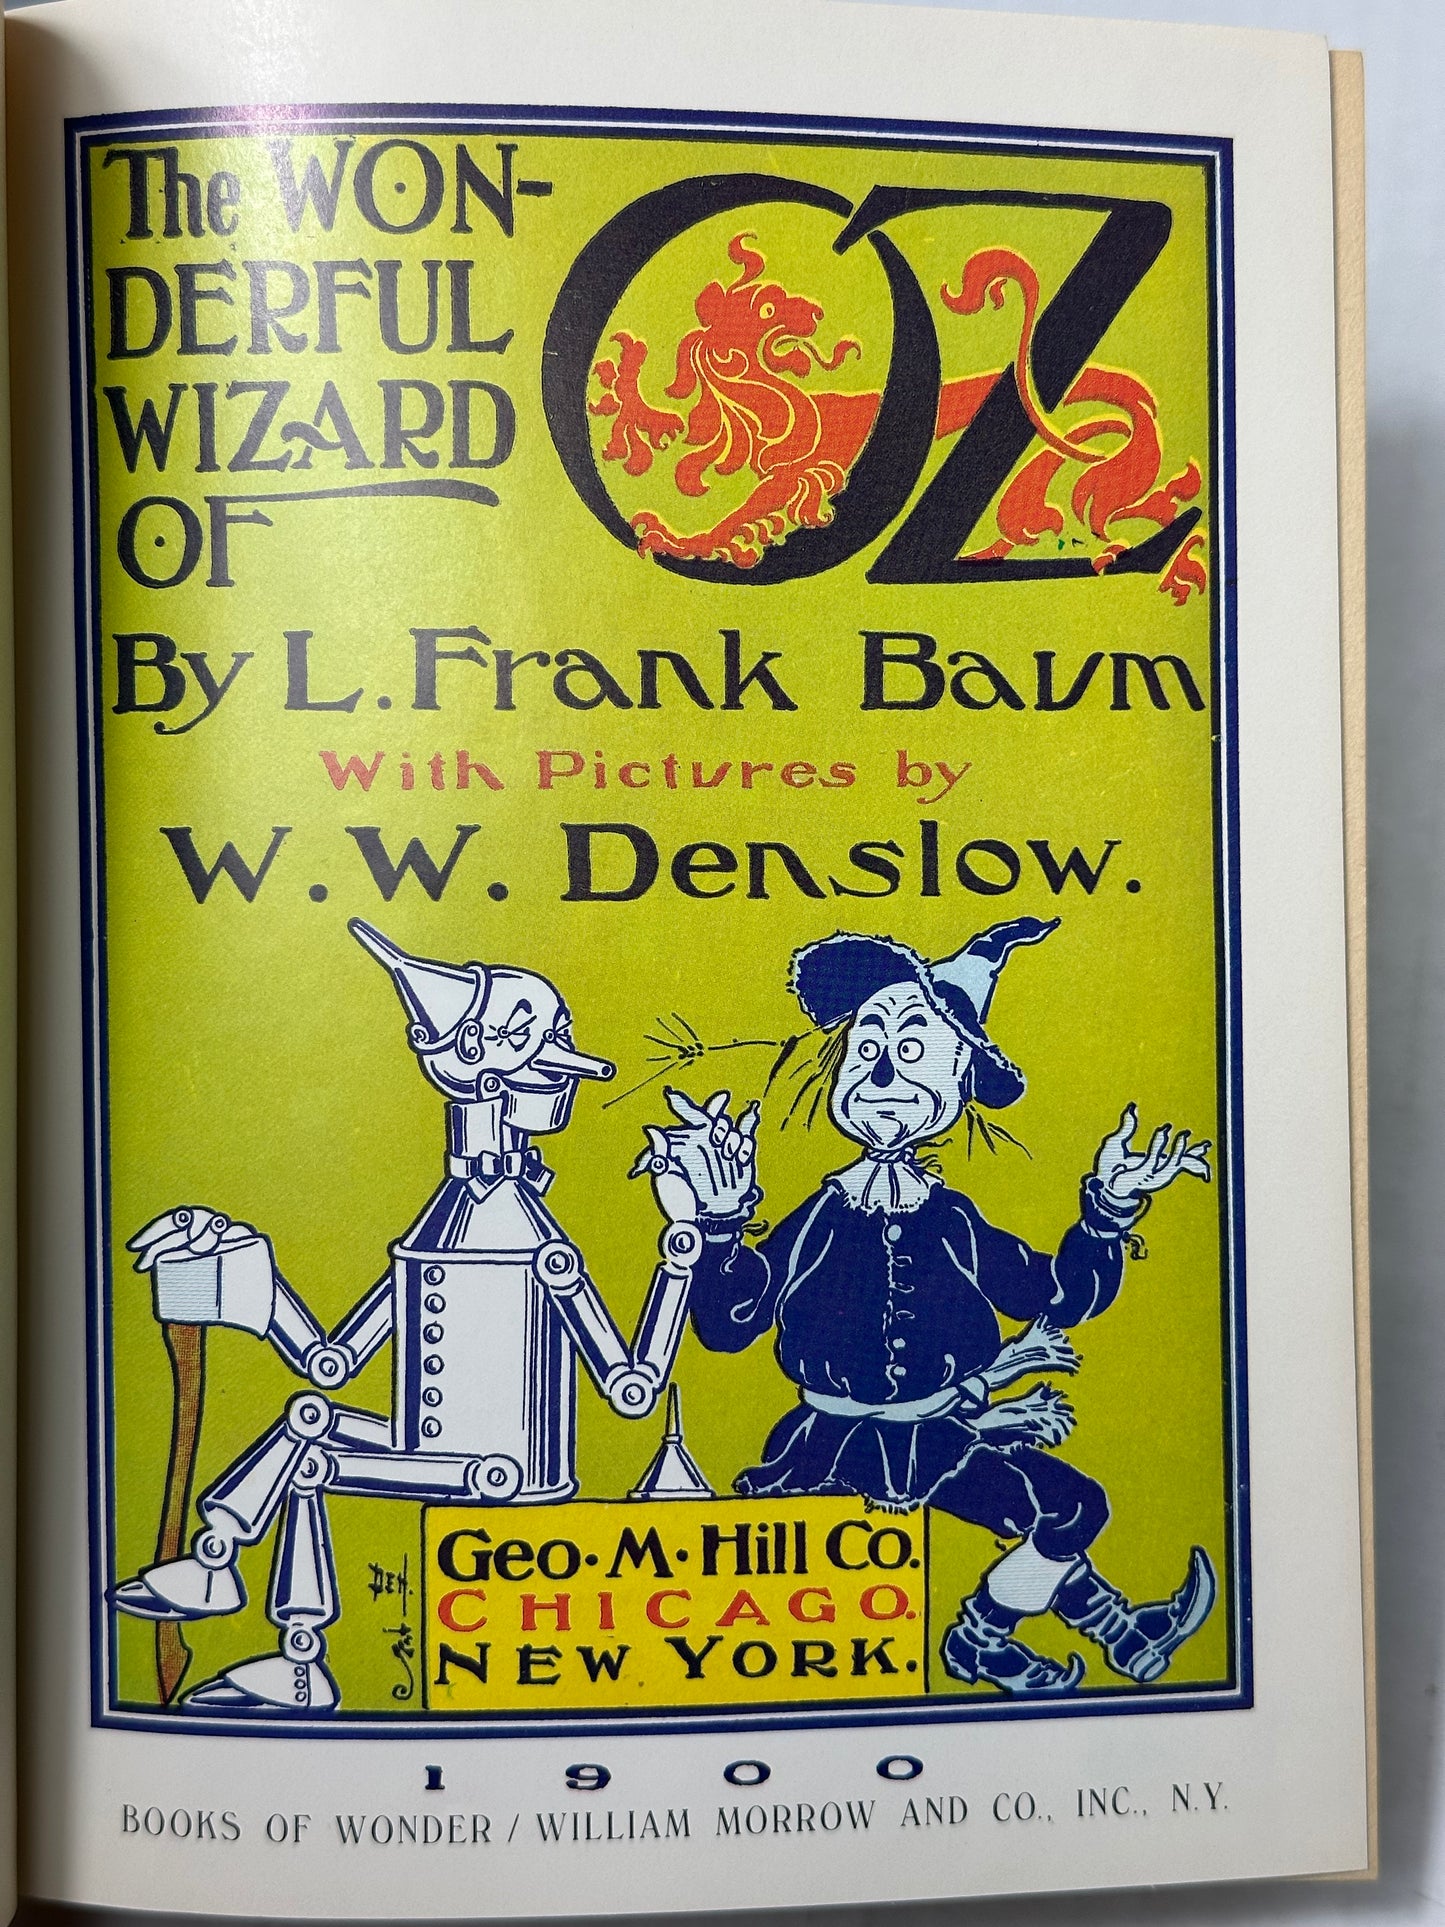 The WON-
DERFUL
WIZARD
OF
OZ
By L. Frank Baum
With Pictures by
W. W. Denslow.
Geo. M. Hill Co.
CHICAGO.
NEW YORK.
DEN.
1900
BOOKS OF WONDER / WILLIAM MORROW AND CO., INC., N.Y.